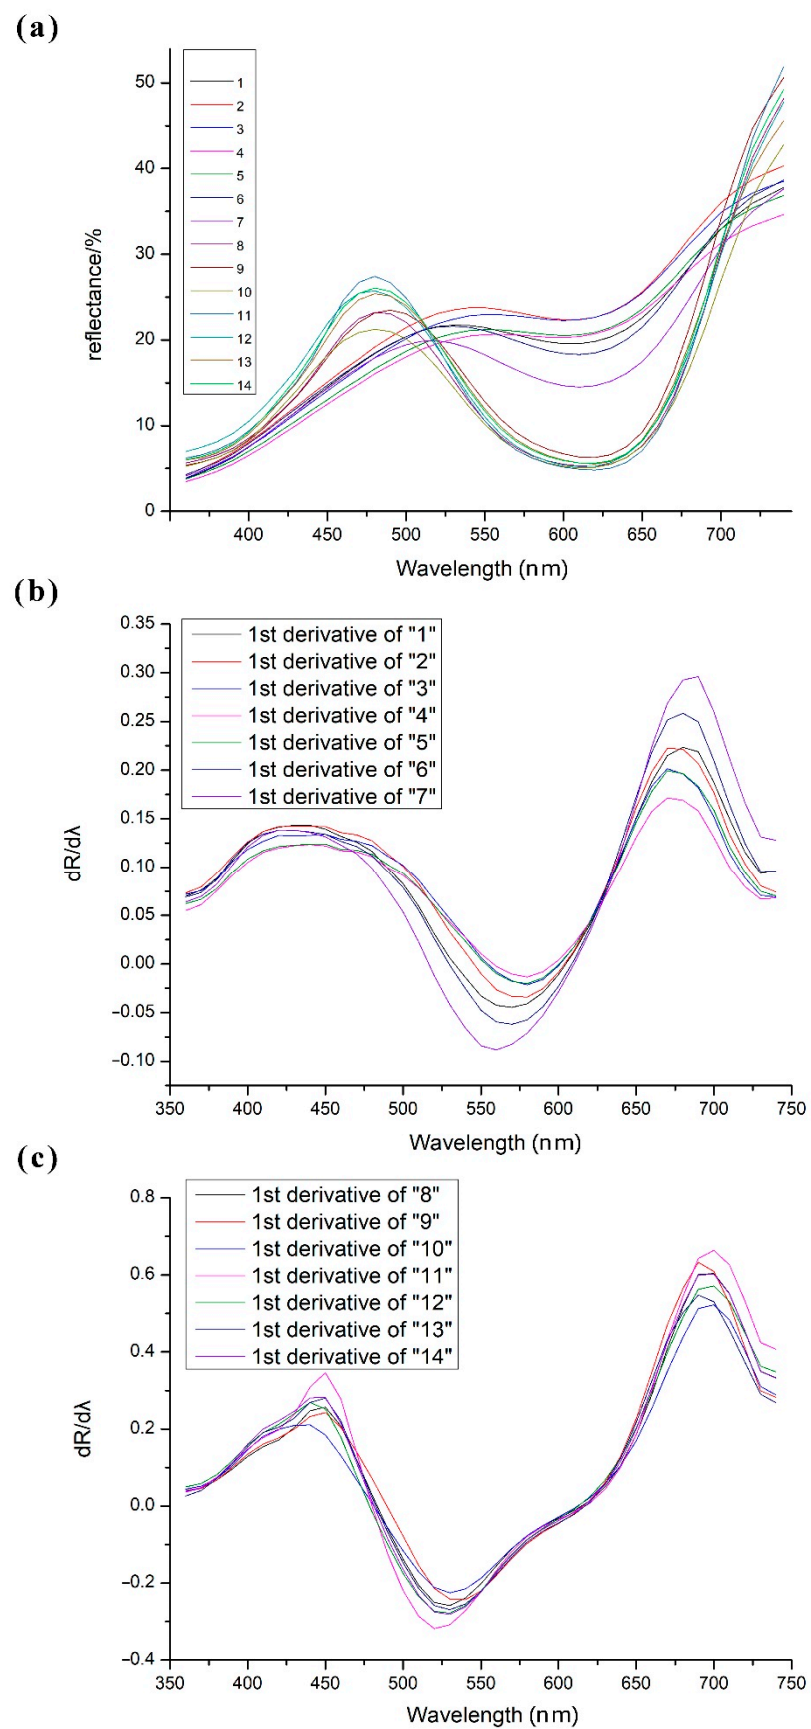 (a)
50
40
30
20
10
0
reflectance/%
1
2
3
4
5
6
7
8
9
10
11
12
13
14
400 450 500 550 600 650 700
Wavelength (nm)
(b)
0.35
0.30
0.25
0.20
0.15
0.10
0.05
0.00
−0.05
−0.10
dR/dλ
1st derivative of "1"
1st derivative of "2"
1st derivative of "3"
1st derivative of "4"
1st derivative of "5"
1st derivative of "6"
1st derivative of "7"
350 400 450 500 550 600 650 700 750
Wavelength (nm)
(c)
0.8
0.6
0.4
0.2
0.0
−0.2
−0.4
dR/dλ
1st derivative of "8"
1st derivative of "9"
1st derivative of "10"
1st derivative of "11"
1st derivative of "12"
1st derivative of "13"
1st derivative of "14"
350 400 450 500 550 600 650 700 750
Wavelength (nm)